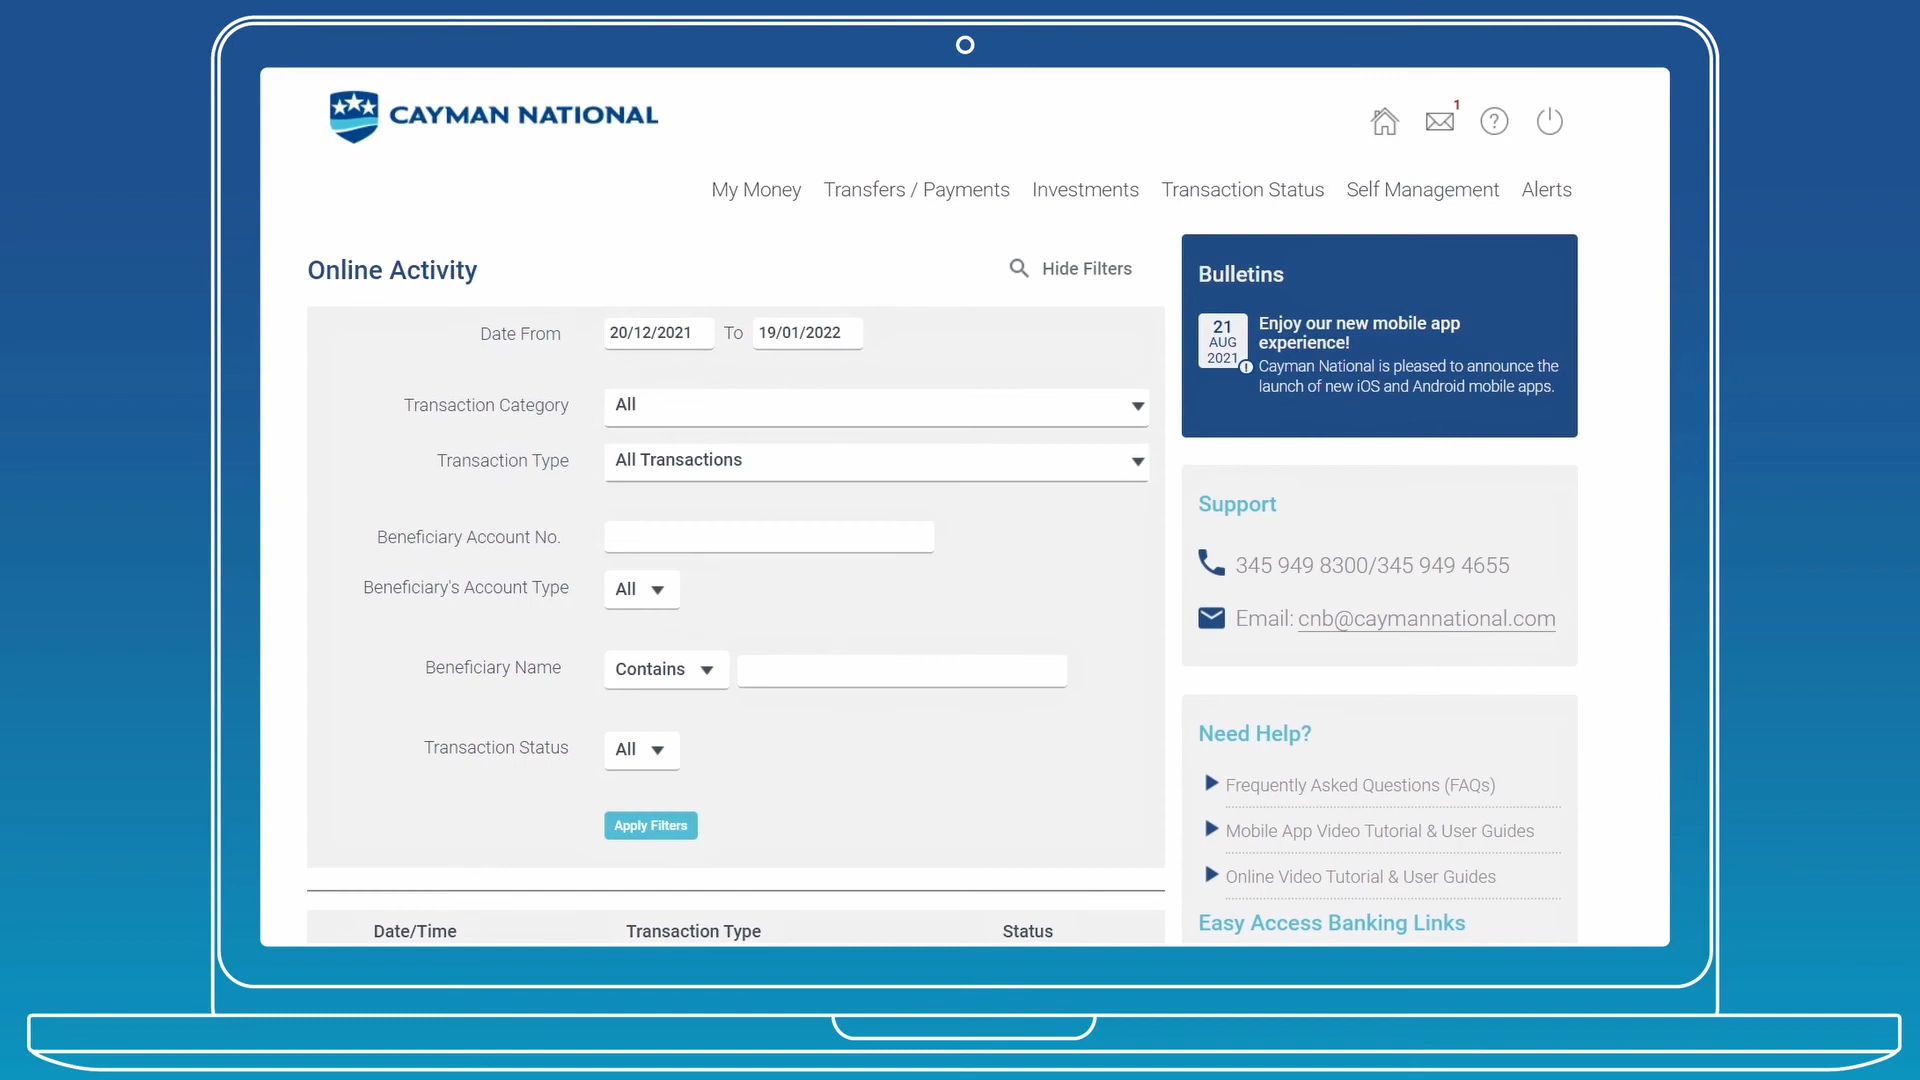 CAYMAN NATIONAL
1
My Money Transfers / Payments Investments Transaction Status Self Management Alerts
Online Activity
Hide Filters
Date From 20/12/2021 To 19/01/2022
Transaction Category All
Transaction Type All Transactions
Beneficiary Account No.
Beneficiary's Account Type All
Beneficiary Name Contains
Transaction Status All
Apply Filters
Date/Time Transaction Type Status
Bulletins
21
AUG
2021
Enjoy our new mobile app
experience!
Cayman National is pleased to announce the
launch of new iOS and Android mobile apps.
Support
345 949 8300/345 949 4655
Email: cnb@caymannational.com
Need Help?
Frequently Asked Questions (FAQs)
Mobile App Video Tutorial & User Guides
Online Video Tutorial & User Guides
Easy Access Banking Links